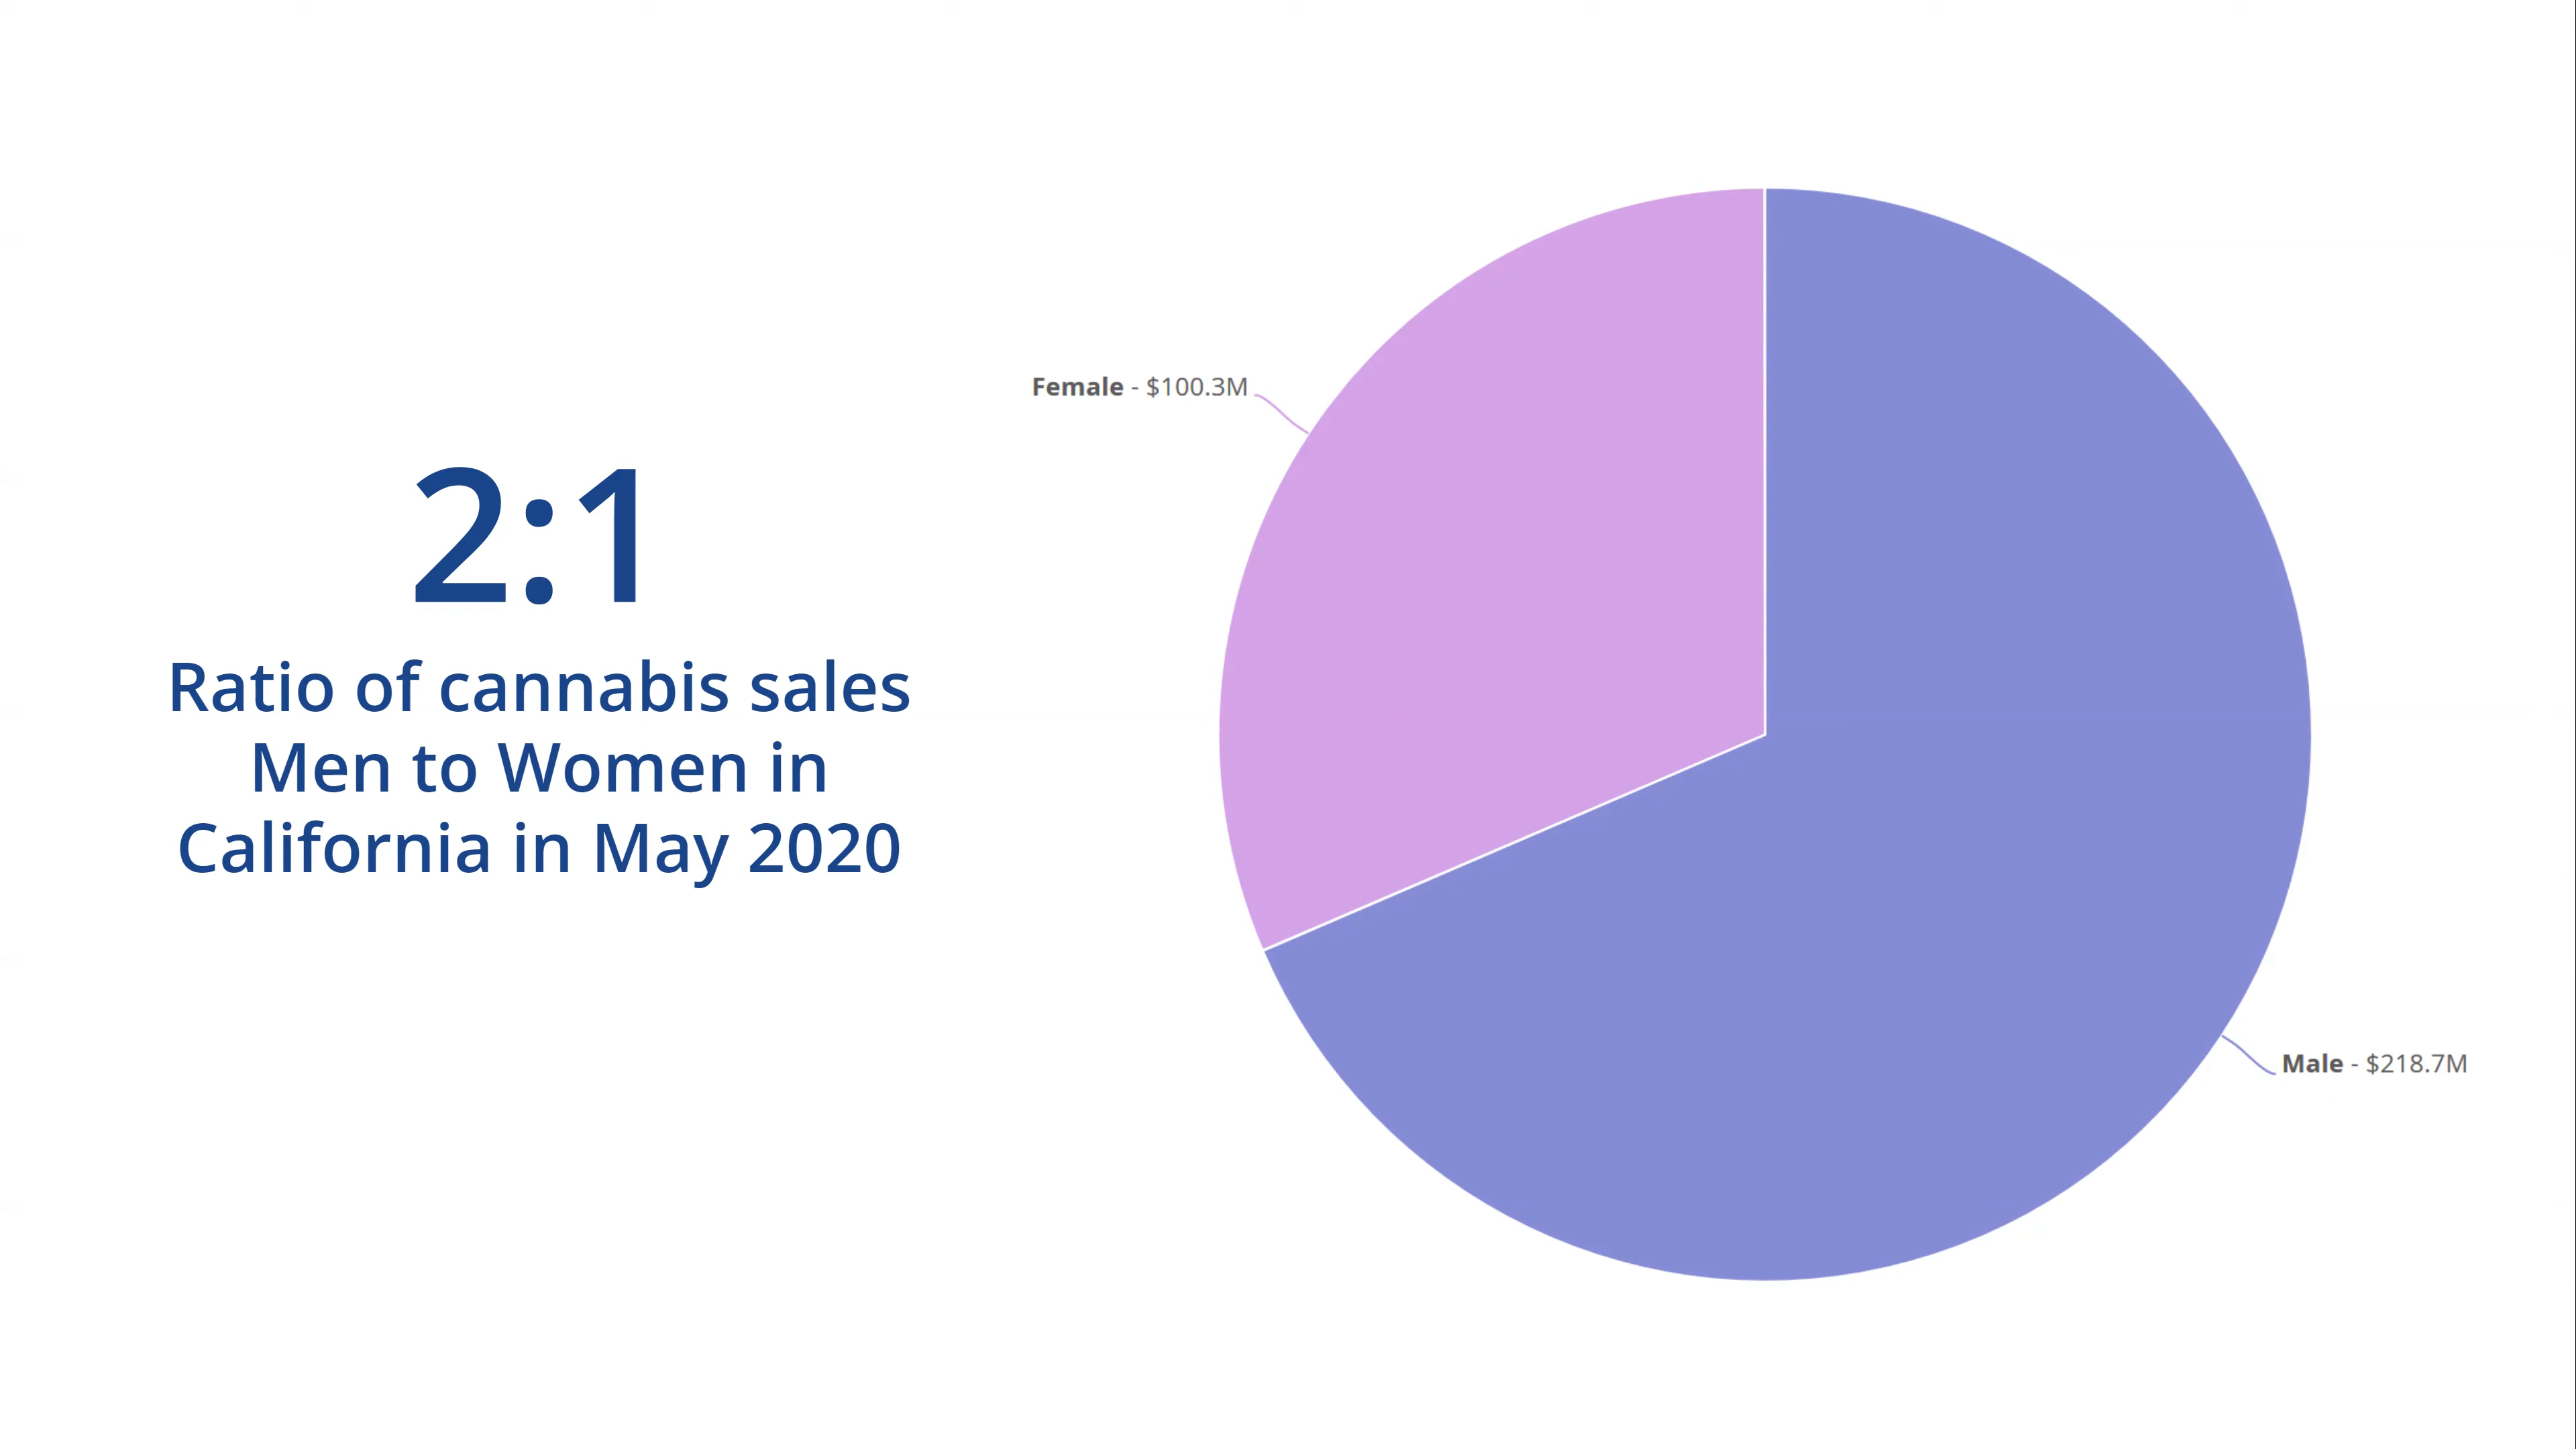 2:1
Ratio of cannabis sales
Men to Women in
California in May 2020
Female - $100.3M
Male - $218.7M